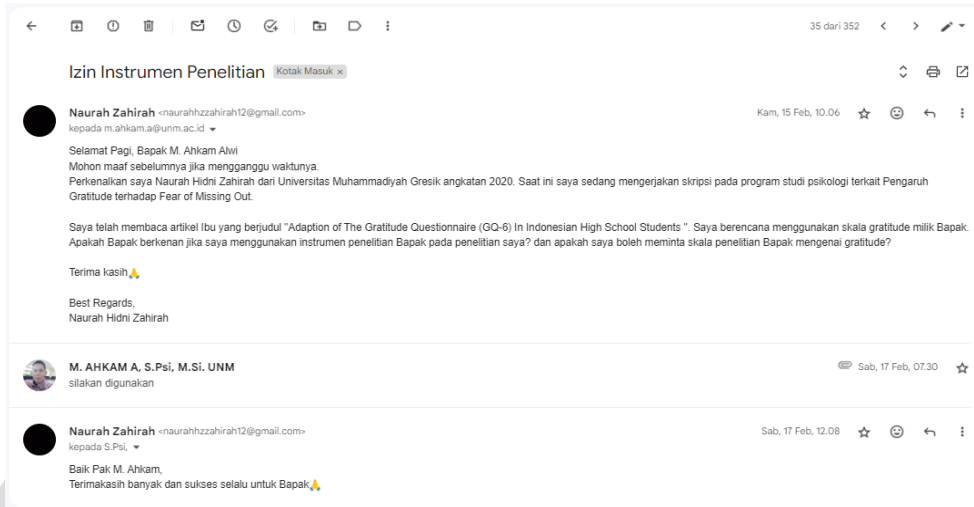 35 dari 352
Izin Instrumen Penelitian Kotak Masuk ×
Naurah Zahirah <naurahhzzahirah12@gmail.com> Kam, 15 Feb, 10.06
kepada m.ahkam.a@unm.ac.id
Selamat Pagi, Bapak M. Ahkam Alwi
Mohon maaf sebelumnya jika mengganggu waktunya.
Perkenalkan saya Naurah Hidni Zahirah dari Universitas Muhammadiyah Gresik angkatan 2020. Saat ini saya sedang mengerjakan skripsi pada program studi psikologi terkait Pengaruh
Gratitude terhadap Fear of Missing Out.
Saya telah membaca artikel Ibu yang berjudul "Adaption of The Gratitude Questionnaire (GQ-6) In Indonesian High School Students ". Saya berencana menggunakan skala gratitude milik Bapak.
Apakah Bapak berkenan jika saya menggunakan instrumen penelitian Bapak pada penelitian saya? dan apakah saya boleh meminta skala penelitian Bapak mengenai gratitude?
Terima kasih🙏
Best Regards,
Naurah Hidni Zahirah
M. AHKAM A, S.Psi, M.Si. UNM Sab, 17 Feb, 07.30
silakan digunakan
Naurah Zahirah <naurahhzzahirah12@gmail.com> Sab, 17 Feb, 12.08
kepada S.Psi,
Baik Pak M. Ahkam,
Terimakasih banyak dan sukses selalu untuk Bapak🙏